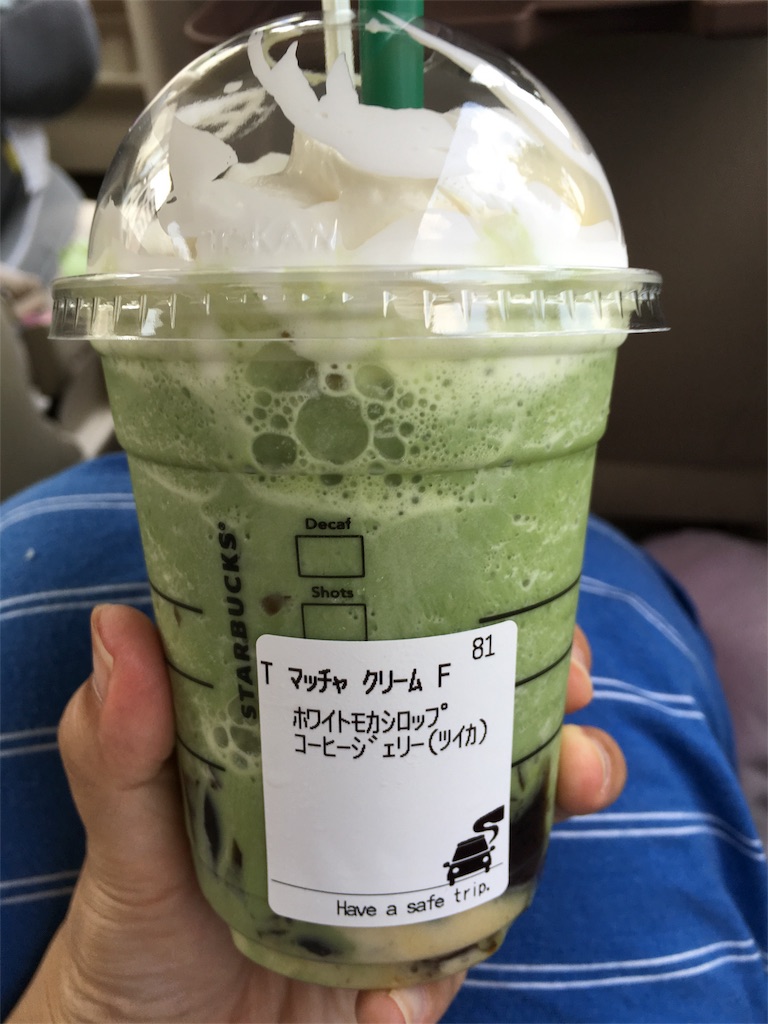 TAKAN
Decaf
Shots
STARBUCKS®
81
T マッチャ クリーム F
ホワイトモカシロップ
コーヒージェリー(ツイカ)
Have a safe trip.